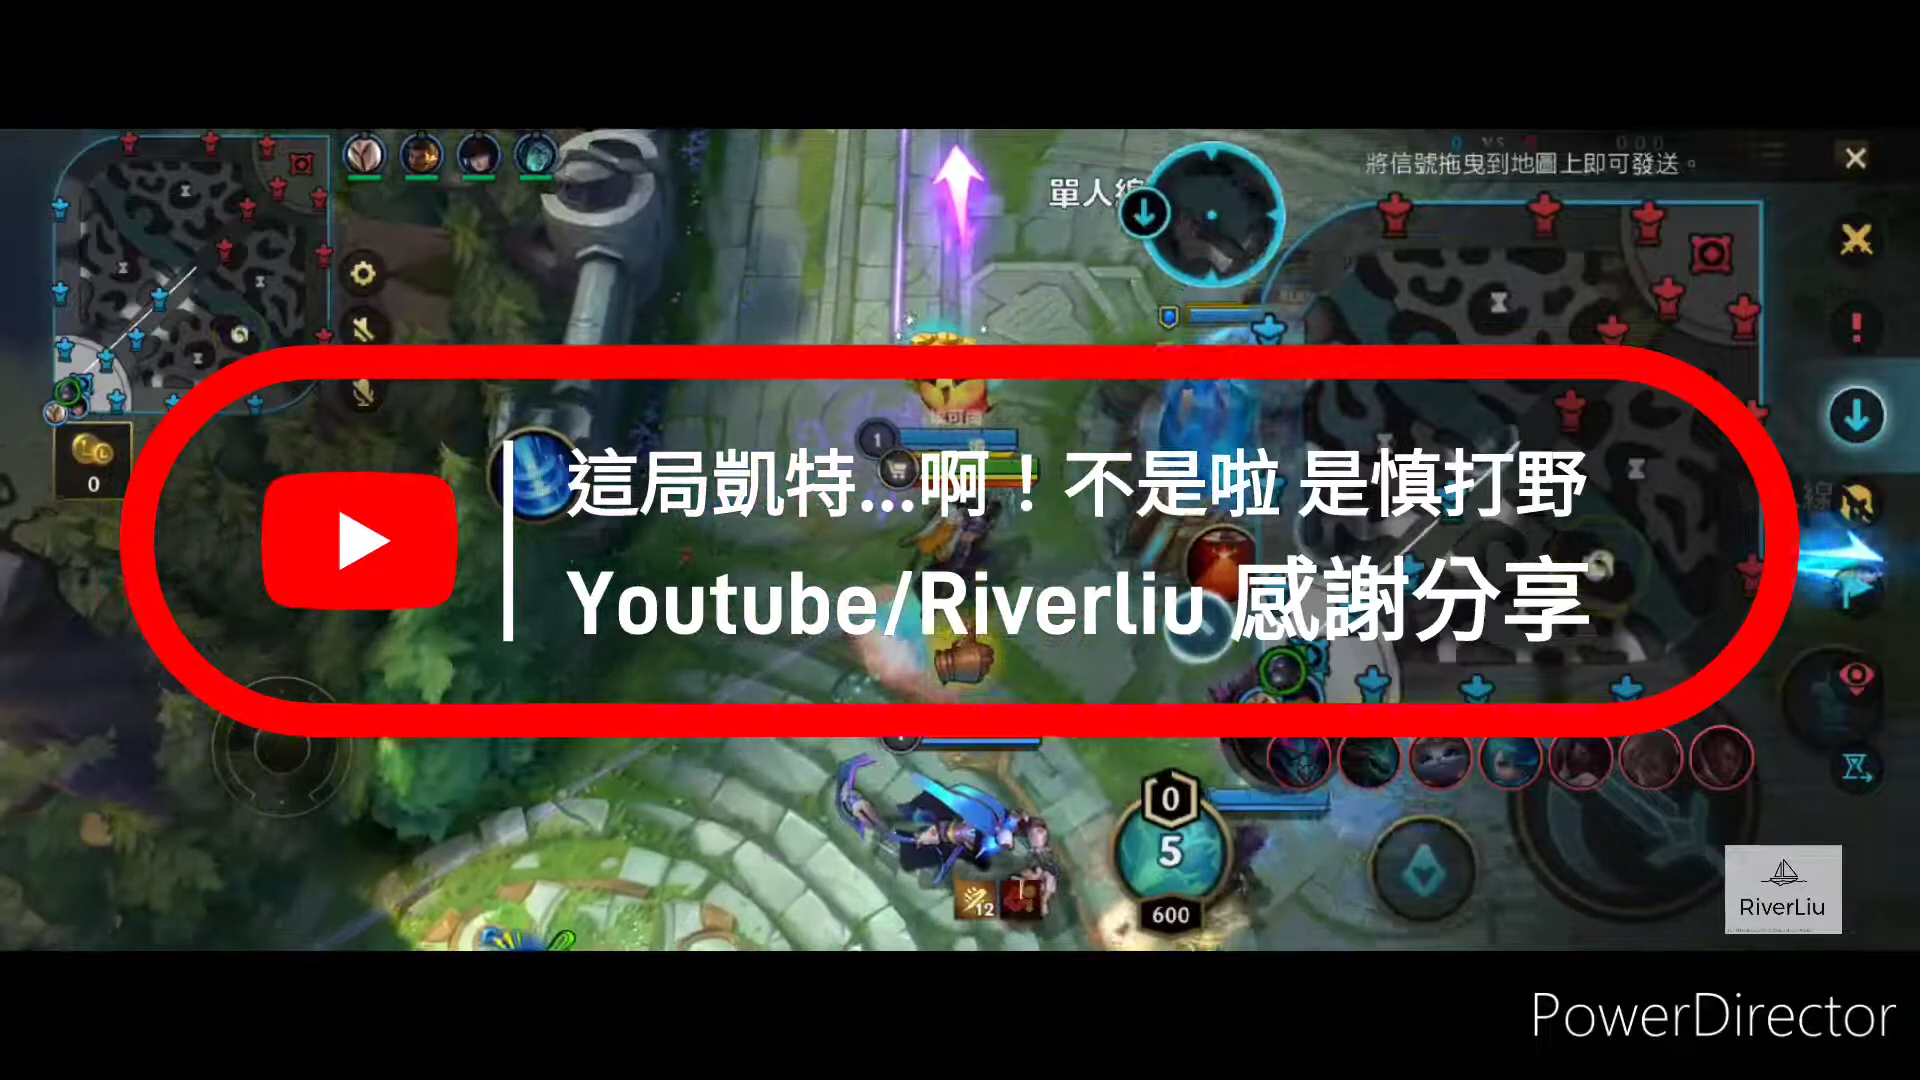 將信號拖曳到地圖上即可發送。
單人線
0
1
這局凱特...啊！不是啦 是慎打野
Youtube/Riverliu 感謝分享
0
5
12
600
RiverLiu
PowerDirector